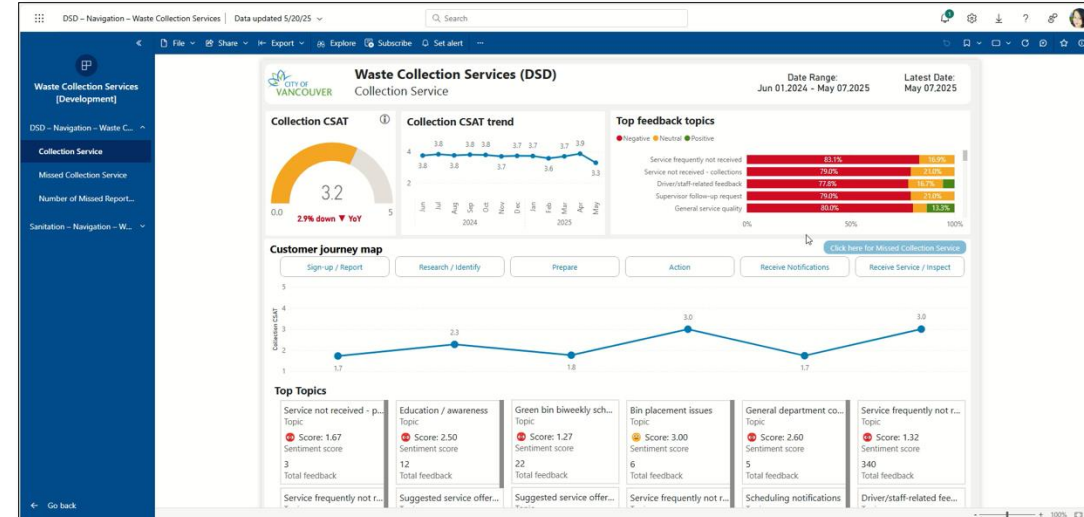 DSD – Navigation – Waste Collection Services | Data updated 5/20/25
Search
File Share Export Explore Subscribe Set alert ...
Waste Collection Services
[Development]
DSD – Navigation – Waste C...
Collection Service
Missed Collection Service
Number of Missed Report...
Sanitation – Navigation – W...
Go back
CITY OF
VANCOUVER
Waste Collection Services (DSD)
Collection Service
Date Range:
Jun 01,2024 - May 07,2025
Latest Date:
May 07,2025
Collection CSAT
3.2
0.0
5
2.9% down ▼ YoY
Collection CSAT trend
4
2
3.8 3.8 3.8 3.8 3.8 3.7 3.7 3.7 3.6 3.7 3.9 3.3
Jun Jul Aug Sep Oct Nov Dec Jan Feb Mar Apr May
2024 2025
Top feedback topics
Negative Neutral Positive
Service frequently not received 83.1% 16.9%
Service not received - collections 79.0% 21.0%
Driver/staff-related feedback 77.8% 16.7%
Supervisor follow-up request 79.0% 21.0%
General service quality 80.0% 13.3%
0% 50% 100%
Customer journey map
Click here for Missed Collection Service
Sign-up / Report
Research / Identify
Prepare
Action
Receive Notifications
Receive Service / Inspect
Collection CSAT
5
4
3
2
1
1.7 2.3 1.8 3.0 1.7 3.0
Top Topics
Service not received - p...
Topic
Score: 1.67
Sentiment score
3
Total feedback
Service frequently not r...
Education / awareness
Topic
Score: 2.50
Sentiment score
12
Total feedback
Suggested service offer...
Green bin biweekly sch...
Topic
Score: 1.27
Sentiment score
22
Total feedback
Suggested service offer...
Bin placement issues
Topic
Score: 3.00
Sentiment score
6
Total feedback
Service frequently not r...
General department co...
Topic
Score: 2.60
Sentiment score
5
Total feedback
Scheduling notifications
Service frequently not r...
Topic
Score: 1.32
Sentiment score
340
Total feedback
Driver/staff-related fee...
100%